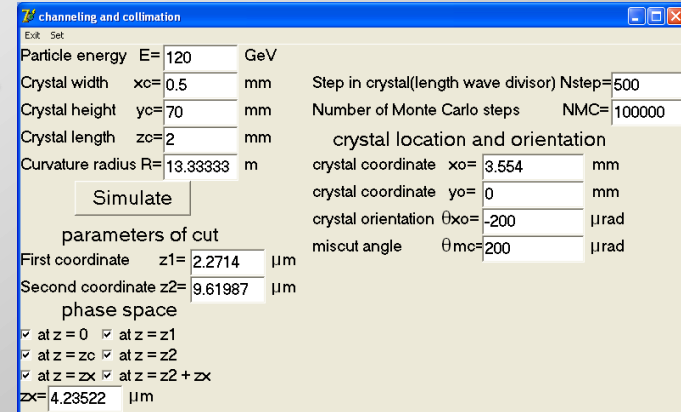 channeling and collimation
Exit Set
Particle energy E= 120 GeV
Crystal width xc= 0.5 mm
Crystal height yc= 70 mm
Crystal length zc= 2 mm
Curvature radius R= 13.33333 m
Simulate
parameters of cut
First coordinate z1= 2.2714 μm
Second coordinate z2= 9.61987 μm
phase space
at z = 0 at z = z1
at z = zc at z = z2
at z = zx at z = z2 + zx
zx= 4.23522 μm
Step in crystal(length wave divisor) Nstep= 500
Number of Monte Carlo steps NMC= 100000
crystal location and orientation
crystal coordinate xo= 3.554 mm
crystal coordinate yo= 0 mm
crystal orientation θxo= -200 μrad
miscut angle θmc= 200 μrad